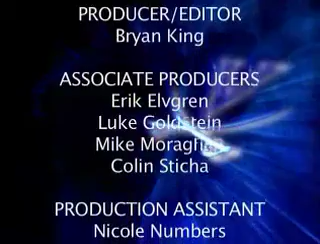 PRODUCER/EDITOR
Bryan King
ASSOCIATE PRODUCERS
Erik Elvgren
Luke Goldstein
Mike
Colin Sticha
PRODUCTION ASSISTANT
Nicole Numbers